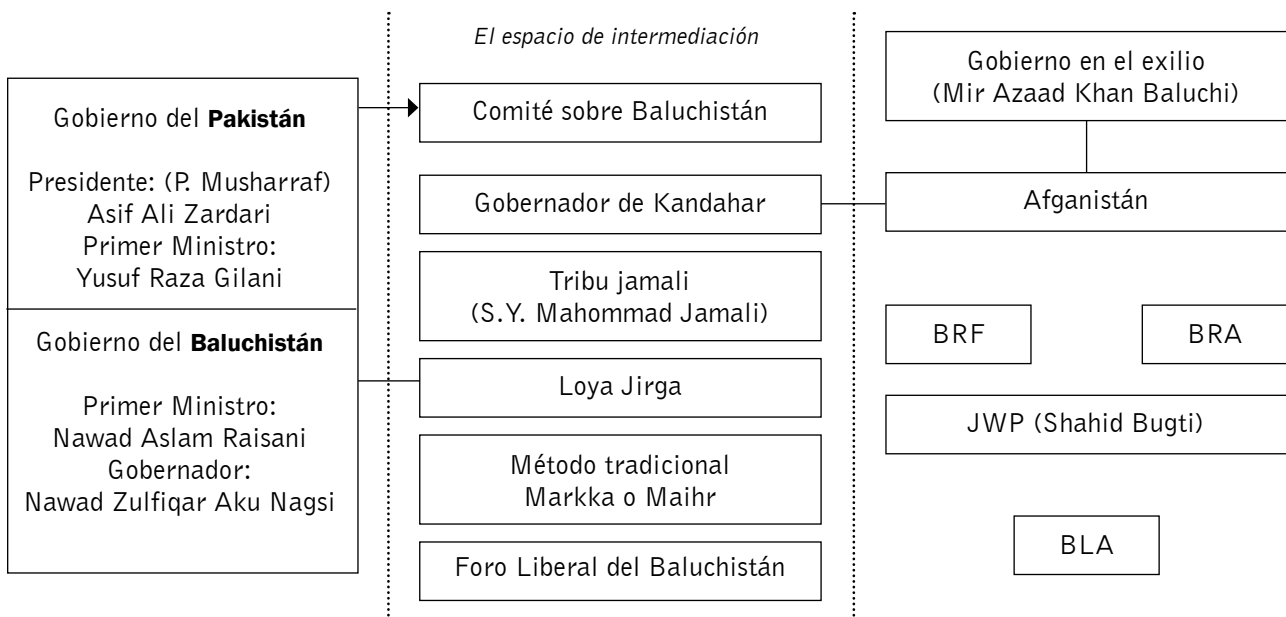 El espacio de intermediación
Gobierno del Pakistán
Presidente: (P. Musharraf)
Asif Ali Zardari
Primer Ministro:
Yusuf Raza Gilani
Gobierno del Baluchistán
Primer Ministro:
Nawad Aslam Raisani
Gobernador:
Nawad Zulfiqar Aku Nagsi
Comité sobre Baluchistán
Gobernador de Kandahar
Tribu jamali
(S.Y. Mahommad Jamali)
Loya Jirga
Método tradicional
Markka o Maihr
Foro Liberal del Baluchistán
Gobierno en el exilio
(Mir Azaad Khan Baluchi)
Afganistán
BRF
BRA
JWP (Shahid Bugti)
BLA